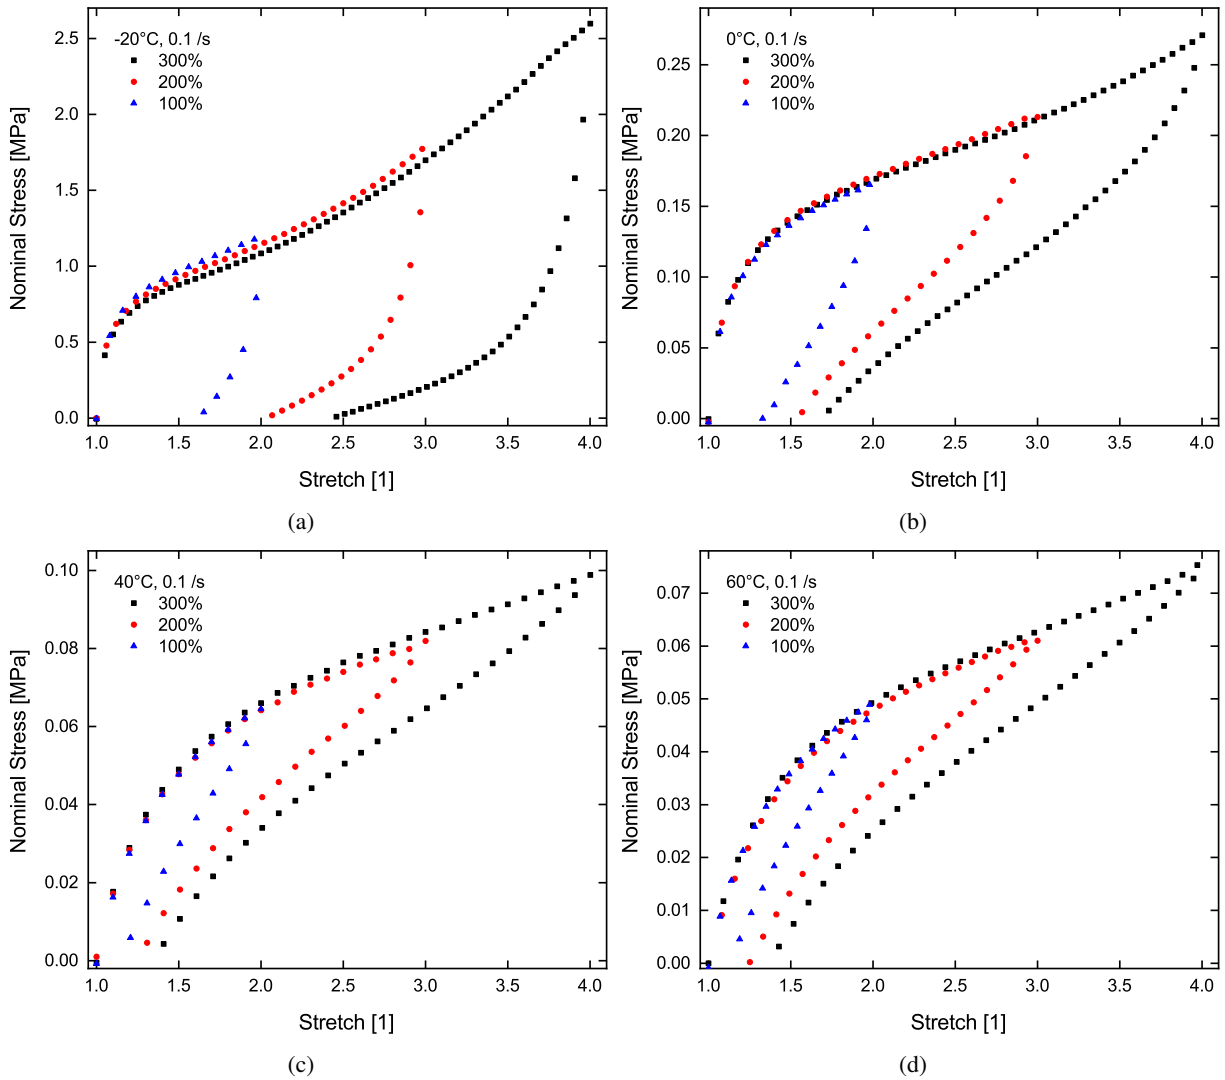 -20°C, 0.1 /s
300%
200%
100%
Nominal Stress [MPa]
2.5
2.0
1.5
1.0
0.5
0.0
1.0 1.5 2.0 2.5 3.0 3.5 4.0
Stretch [1]
(a)
0°C, 0.1 /s
300%
200%
100%
Nominal Stress [MPa]
0.25
0.20
0.15
0.10
0.05
0.00
1.0 1.5 2.0 2.5 3.0 3.5 4.0
Stretch [1]
(b)
40°C, 0.1 /s
300%
200%
100%
Nominal Stress [MPa]
0.10
0.08
0.06
0.04
0.02
0.00
1.0 1.5 2.0 2.5 3.0 3.5 4.0
Stretch [1]
(c)
60°C, 0.1 /s
300%
200%
100%
Nominal Stress [MPa]
0.07
0.06
0.05
0.04
0.03
0.02
0.01
0.00
1.0 1.5 2.0 2.5 3.0 3.5 4.0
Stretch [1]
(d)